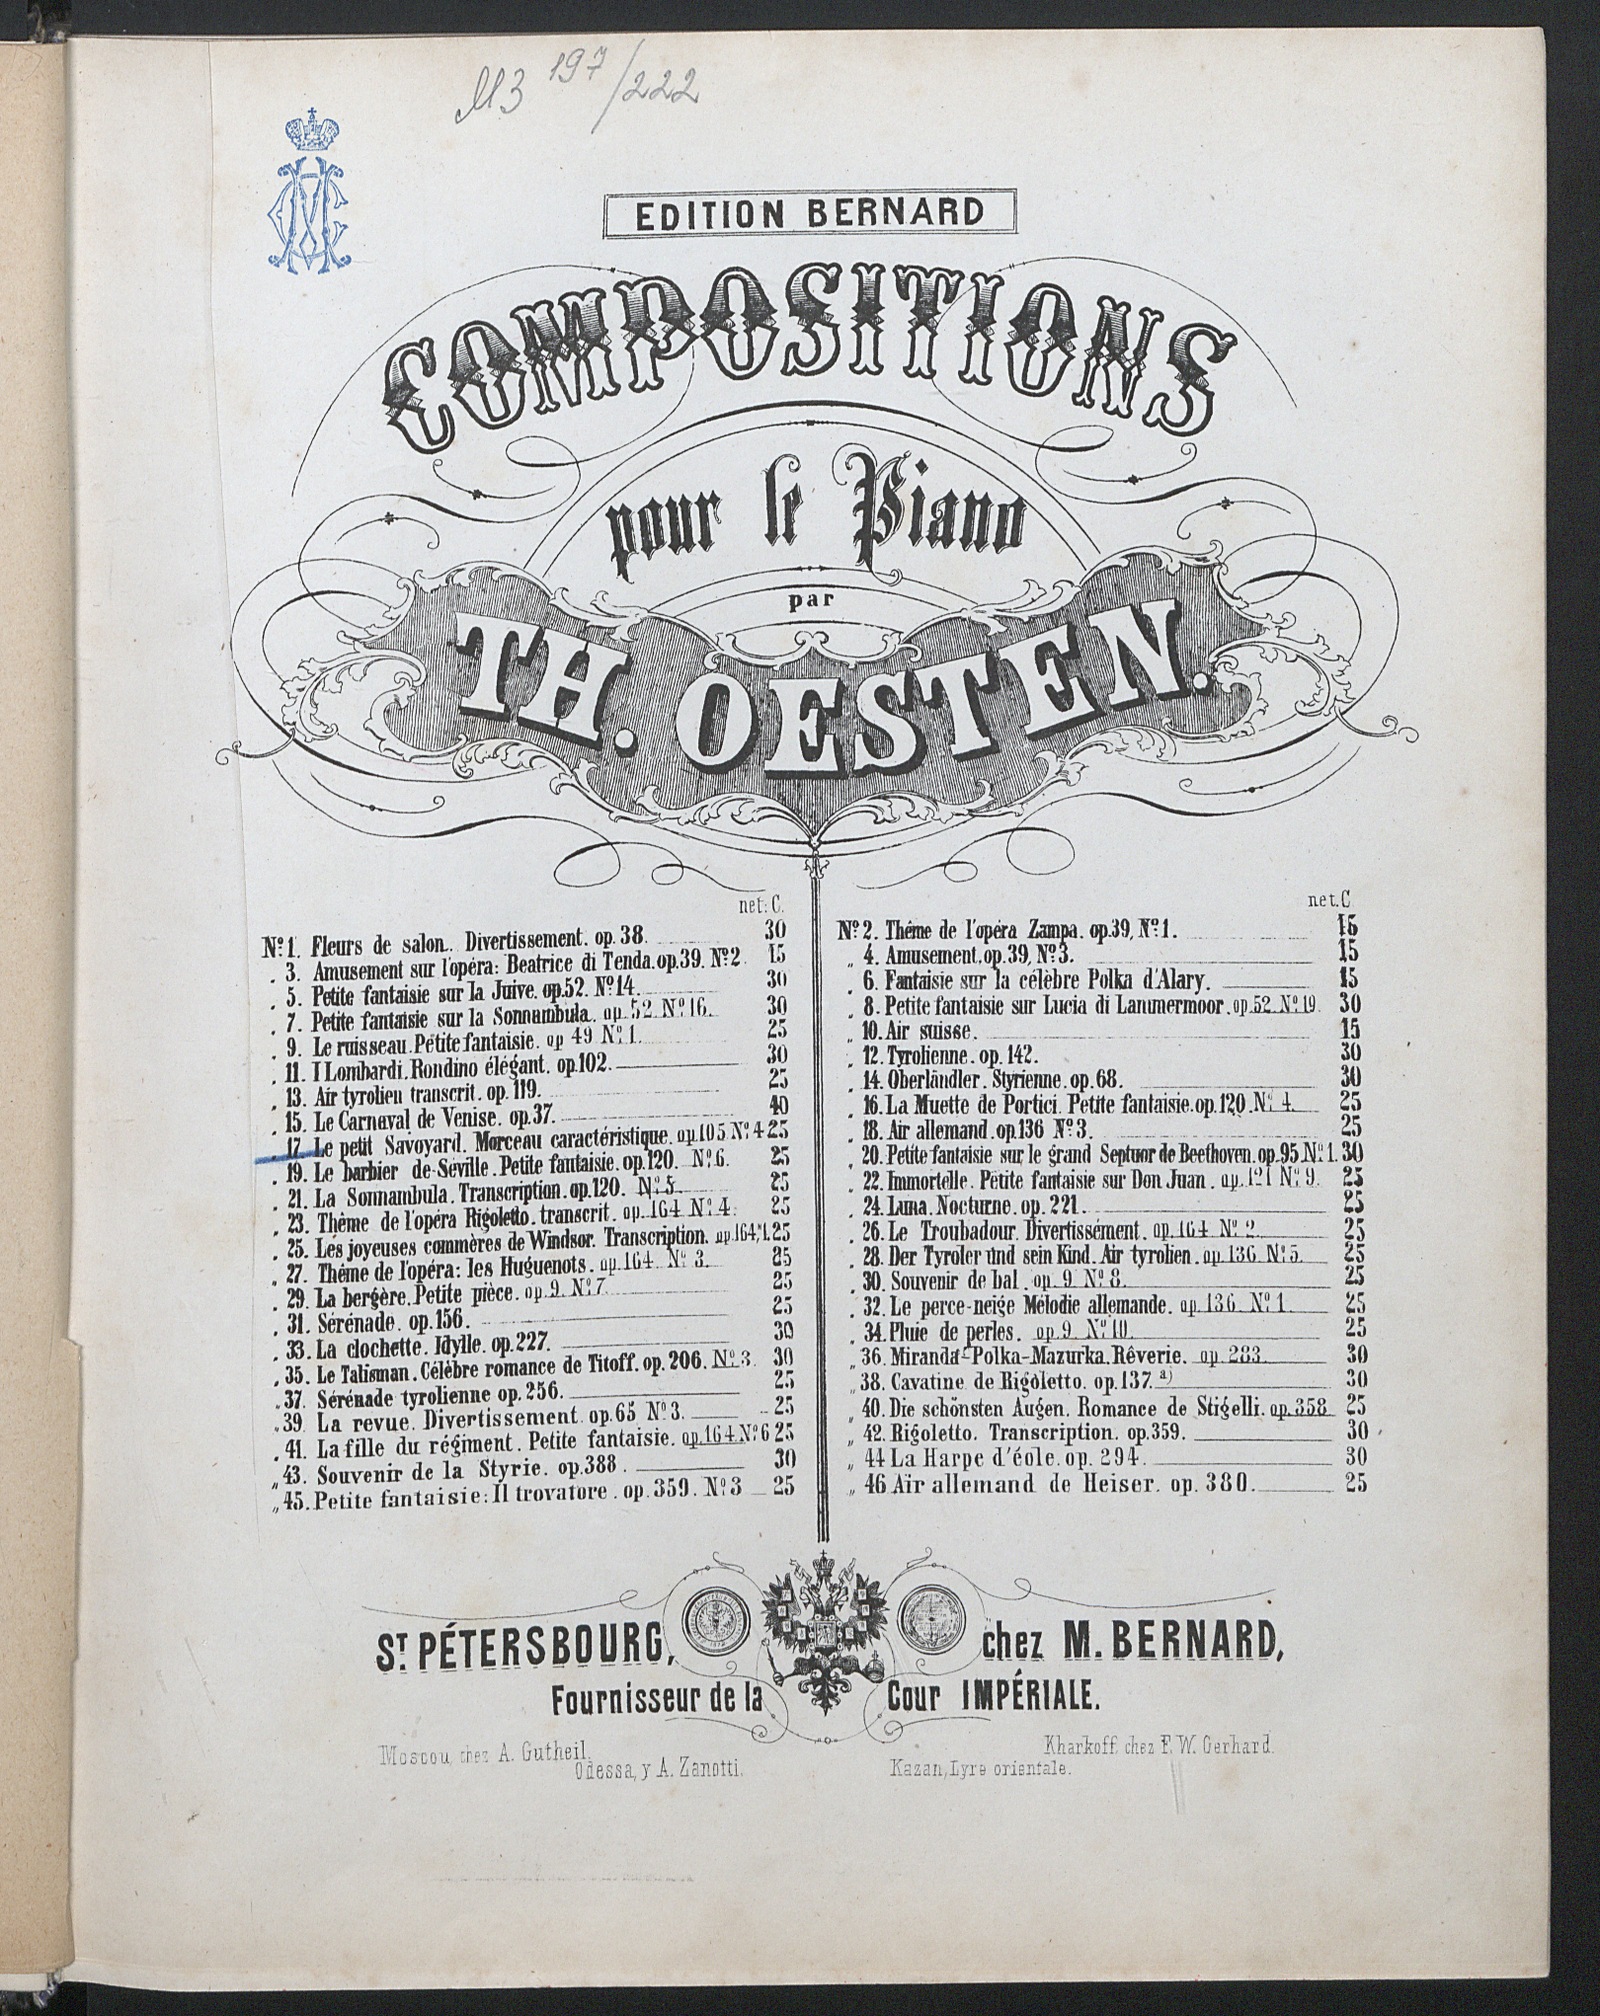 МЗ 197/222
EDITION BERNARD
COMPOSITIONS
pour le Piano
par
TH. OESTEN.
net: C.
№ 1. Fleurs de salon. Divertissement. op. 38. 30
„ 3. Amusement sur l'opéra: Beatrice di Tenda. op. 39. № 2 15
„ 5. Petite fantaisie sur la Juive. op. 52. № 14. 30
„ 7. Petite fantaisie sur la Sonnambula. op. 52 № 16. 30
„ 9. Le ruisseau. Petite fantaisie. op 49 № 1. 25
„ 11. I Lombardi. Rondino élégant. op. 102. 30
„ 13. Air tyrolien transcrit. op. 119. 25
„ 15. Le Carnaval de Venise. op. 37. 40
„ 17. Le petit Savoyard. Morceau caractéristique. op. 105 № 4 25
„ 19. Le barbier de Séville. Petite fantaisie. op. 120. № 6. 25
„ 21. La Sonnambula. Transcription. op. 120. № 5. 25
„ 23. Thême de l'opéra Rigoletto. transcrit. op. 164 № 4. 25
„ 25. Les joyeuses commères de Windsor. Transcription. op. 164, № 1. 25
„ 27. Thême de l'opéra: les Huguenots. op. 164. № 3. 25
„ 29. La bergère. Petite pièce. op. 9. № 7. 25
„ 31. Sérénade. op. 156. 25
„ 33. La clochette. Idylle. op. 227. 30
„ 35. Le Talisman. Célèbre romance de Titoff. op. 206. № 3. 30
„ 37. Sérénade tyrolienne op. 256. 25
„ 39. La revue. Divertissement. op. 65 № 3. 25
„ 41. La fille du régiment. Petite fantaisie. op. 164. № 6 25
„ 43. Souvenir de la Styrie. op. 388. 30
„ 45. Petite fantaisie: Il trovatore. op. 359. № 3 25
net. C
№ 2. Thême de l'opéra Zampa. op. 39, № 1. 15
„ 4. Amusement, op. 39, № 3. 15
„ 6. Fantaisie sur la célèbre Polka d'Alary. 15
„ 8. Petite fantaisie sur Lucia di Lammermoor. op. 52. № 19. 30
„ 10. Air suisse. 15
„ 12. Tyrolienne. op. 142. 30
„ 14. Oberländler. Styrienne. op. 68. 30
„ 16. La Muette de Portici. Petite fantaisie. op. 120. № 4. 25
„ 18. Air allemand. op. 136 № 3. 25
„ 20. Petite fantaisie sur le grand Septuor de Beethoven. op. 95. № 1. 30
„ 22. Immortelle. Petite fantaisie sur Don Juan. op. 121 № 9. 25
„ 24. Luna. Nocturne. op. 221. 25
„ 26. Le Troubadour. Divertissément. op. 164 № 2. 25
„ 28. Der Tyroler und sein Kind. Air tyrolien. op. 136. № 5. 25
„ 30. Souvenir de bal. op. 9 № 8. 25
„ 32. Le perce-neige Mélodie allemande. op. 136. № 1. 25
„ 34. Pluie de perles. op. 9. № 10. 25
„ 36. Miranda-Polka-Mazurka. Rêverie. op. 283. 30
„ 38. Cavatine de Rigoletto. op. 137. a) 30
„ 40. Die schönsten Augen. Romance de Stigelli. op. 358 25
„ 42. Rigoletto. Transcription. op. 359. 30
„ 44 La Harpe d'éole. op. 294. 30
„ 46 Air allemand de Heiser. op. 380. 25
ST. PÉTERSBOURG, chez M. BERNARD,
Fournisseur de la Cour IMPÉRIALE.
Moscou, chez A. Gutheil.
Odessa, y A. Zanotti.
Kharkoff, chez F. W. Gerhard.
Kazan, Lyre orientale.